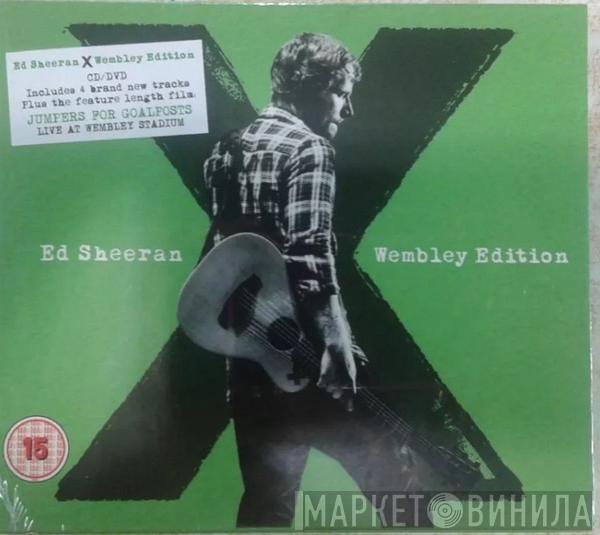 Ed Sheeran X Wembley Edition
CD/DVD
Includes 4 brand new tracks
Plus the feature length film
JUMPERS FOR GOALPOSTS
LIVE AT WEMBLEY STADIUM
X
Ed Sheeran
Wembley Edition
15
МАРКЕТ ВИНИЛА